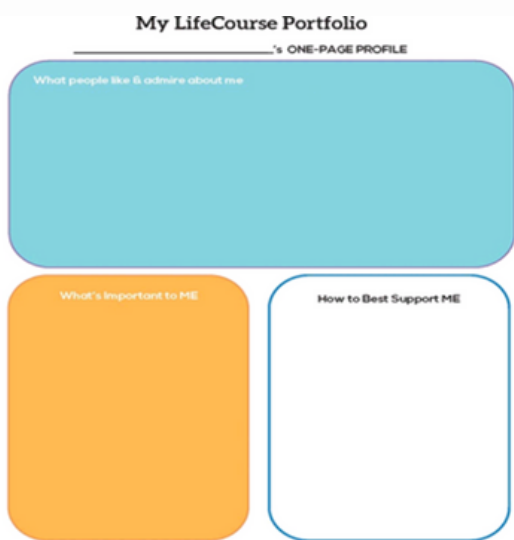 My LifeCourse Portfolio
____________________'s ONE-PAGE PROFILE
What people like & admire about me
What's Important to ME
How to Best Support ME